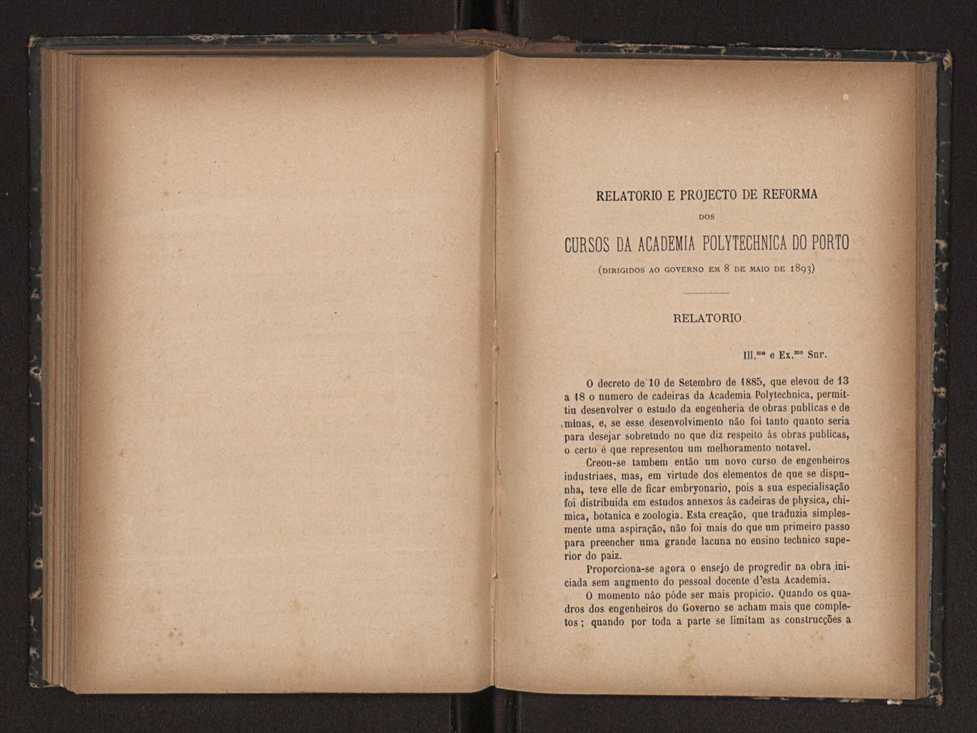 RELATORIO E PROJECTO DE REFORMA
DOS
CURSOS DA ACADEMIA POLYTECHNICA DO PORTO
(DIRIGIDOS AO GOVERNO EM 8 DE MAIO DE 1893)
RELATORIO
Ill.mo e Ex.mo Snr.
O decreto de 10 de Setembro de 1885, que elevou de 13
a 18 o numero de cadeiras da Academia Polytechnica, permit-
tiu desenvolver o estudo da engenheria de obras publicas e de
minas, e, se esse desenvolvimento não foi tanto quanto seria
para desejar sobretudo no que diz respeito ás obras publicas,
o certo é que representou um melhoramento notavel.
Creou-se tambem então um novo curso de engenheiros
industriaes, mas, em virtude dos elementos de que se dispu-
nha, teve elle de ficar embryonario, pois a sua especialisação
foi distribuida em estudos annexos ás cadeiras de physica, chi-
mica, botanica e zoologia. Esta creação, que traduzia simples-
mente uma aspiração, não foi mais do que um primeiro passo
para preencher uma grande lacuna no ensino technico supe-
rior do paiz.
Proporciona-se agora o ensejo de progredir na obra ini-
ciada sem augmento do pessoal docente d'esta Academia.
O momento não póde ser mais propicio. Quando os qua-
dros dos engenheiros do Governo se acham mais que comple-
tos; quando por toda a parte se limitam as construcções a